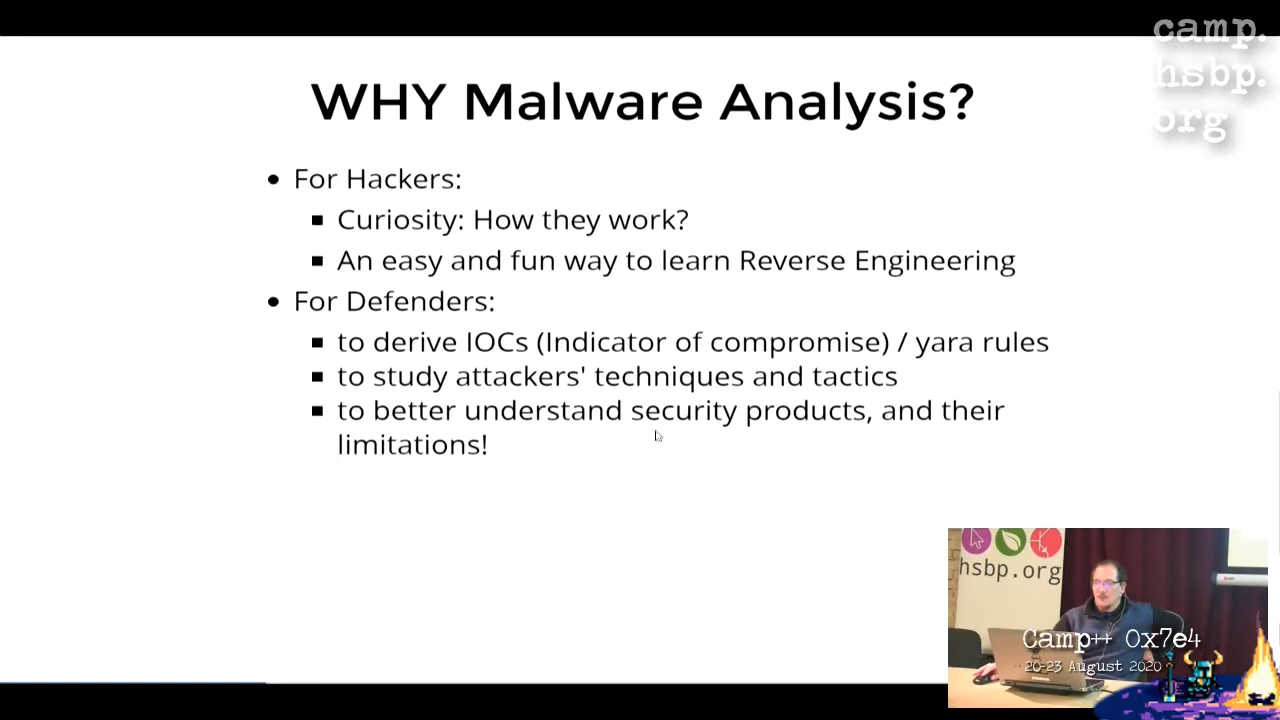 camp.
hsbp.
org
WHY Malware Analysis?
For Hackers:
Curiosity: How they work?
An easy and fun way to learn Reverse Engineering
For Defenders:
to derive IOCs (Indicator of compromise) / yara rules
to study attackers' techniques and tactics
to better understand security products, and their
limitations!
hsbp.org
Camp++ 0x7e4
20-23 August 2020